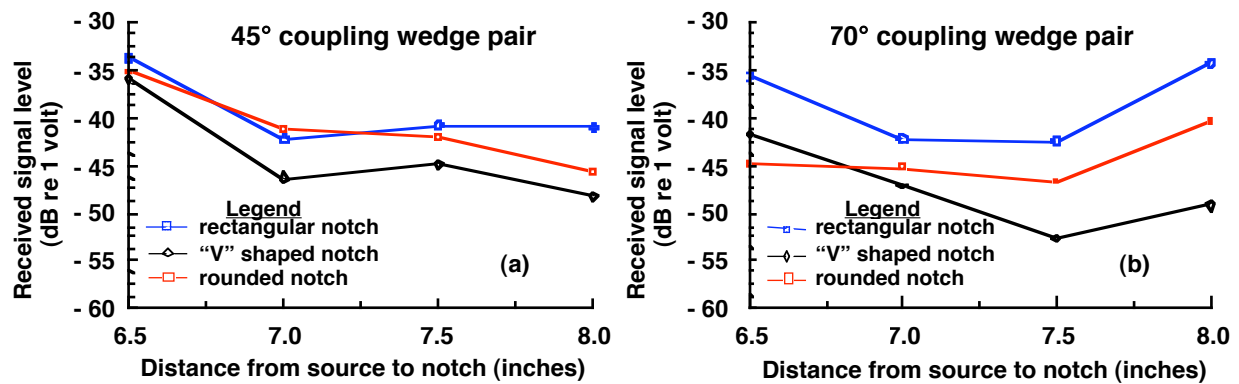 45° coupling wedge pair
Received signal level
(dB re 1 volt)
- 30
- 35
- 40
- 45
- 50
- 55
- 60
Legend
rectangular notch
“V” shaped notch
rounded notch
(a)
6.5 7.0 7.5 8.0
Distance from source to notch (inches)
70° coupling wedge pair
Received signal level
(dB re 1 volt)
- 30
- 35
- 40
- 45
- 50
- 55
- 60
Legend
rectangular notch
“V” shaped notch
rounded notch
(b)
6.5 7.0 7.5 8.0
Distance from source to notch (inches)